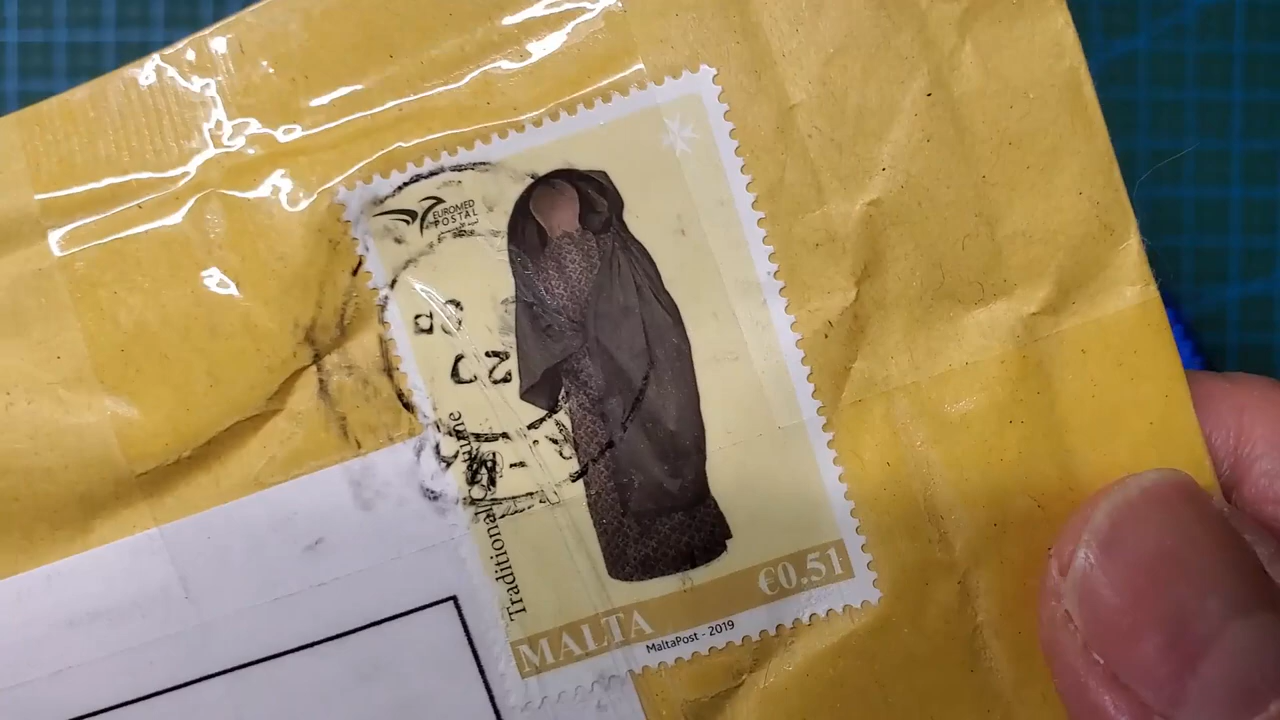 EUROMED
POSTAL
Traditional Costume
MALTA
€0.51
MaltaPost - 2019